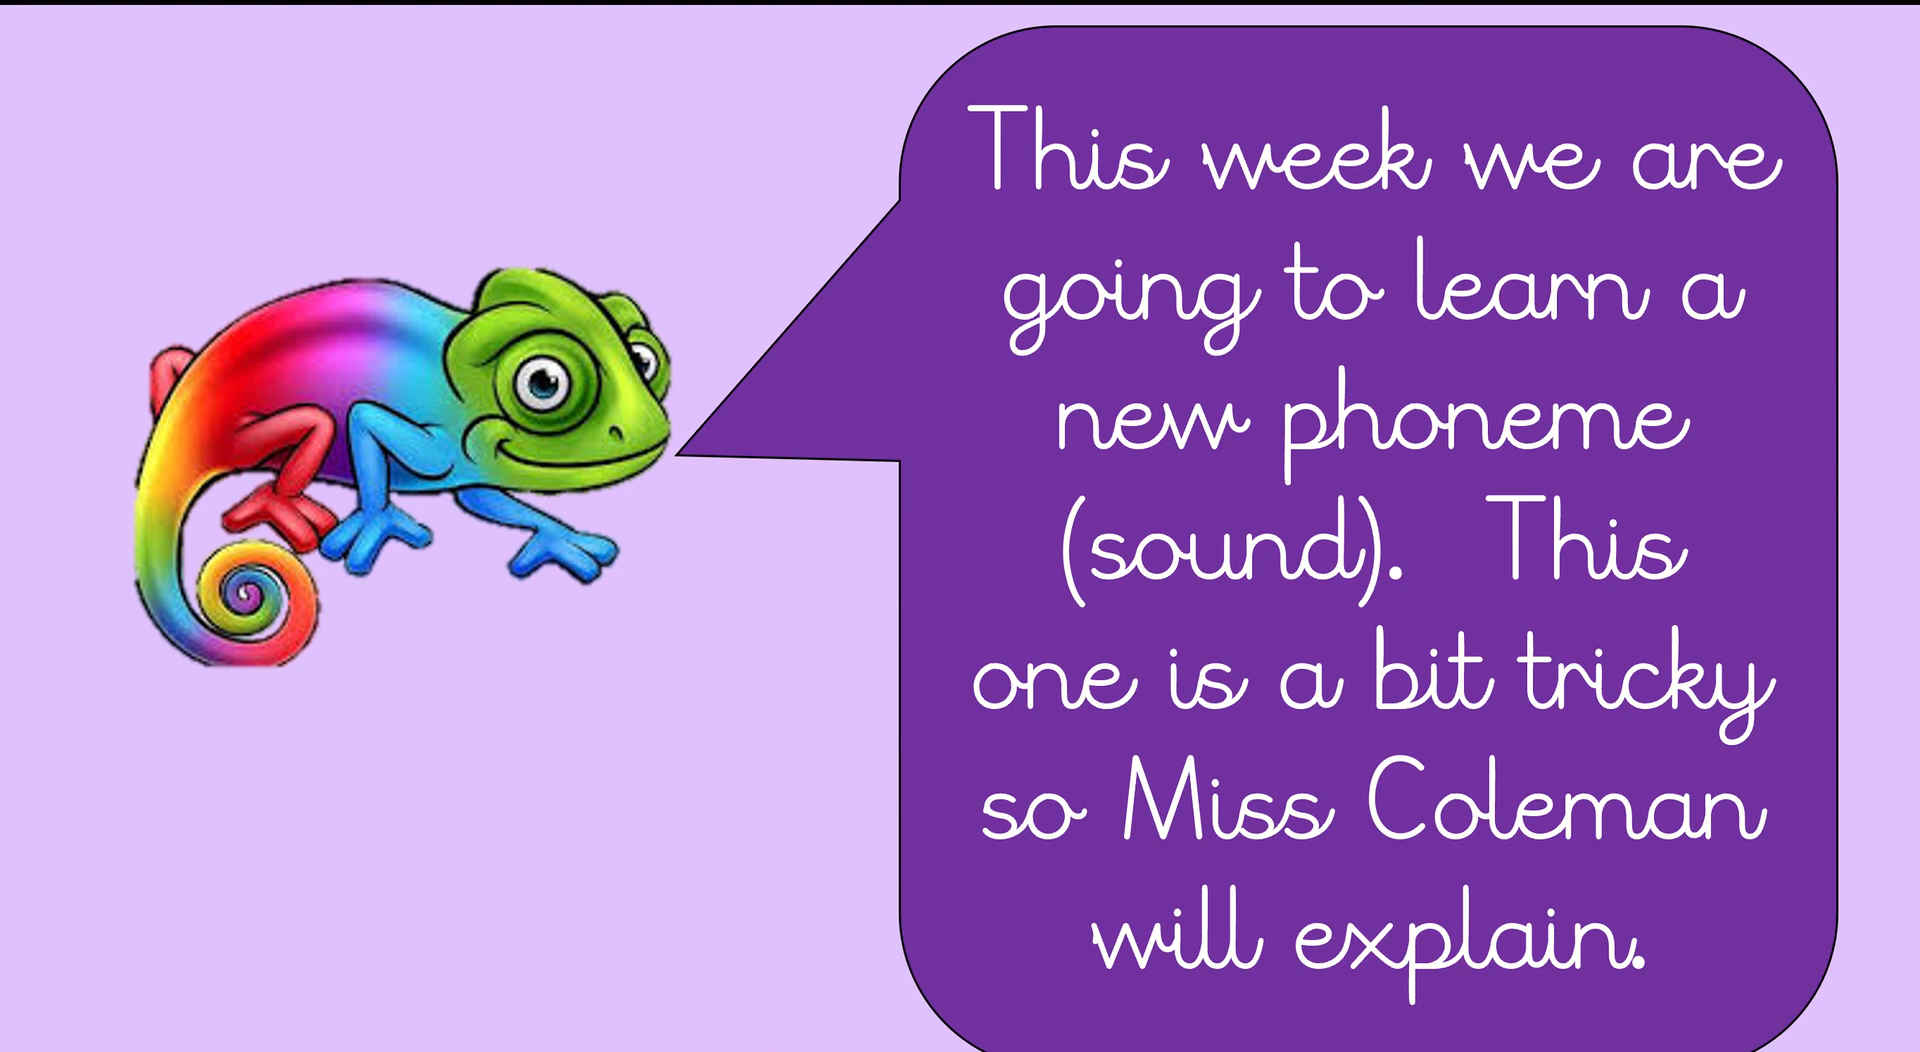 This week we are
going to learn a
new phoneme
(sound).   This
one is a bit tricky
so Miss Coleman
will explain.